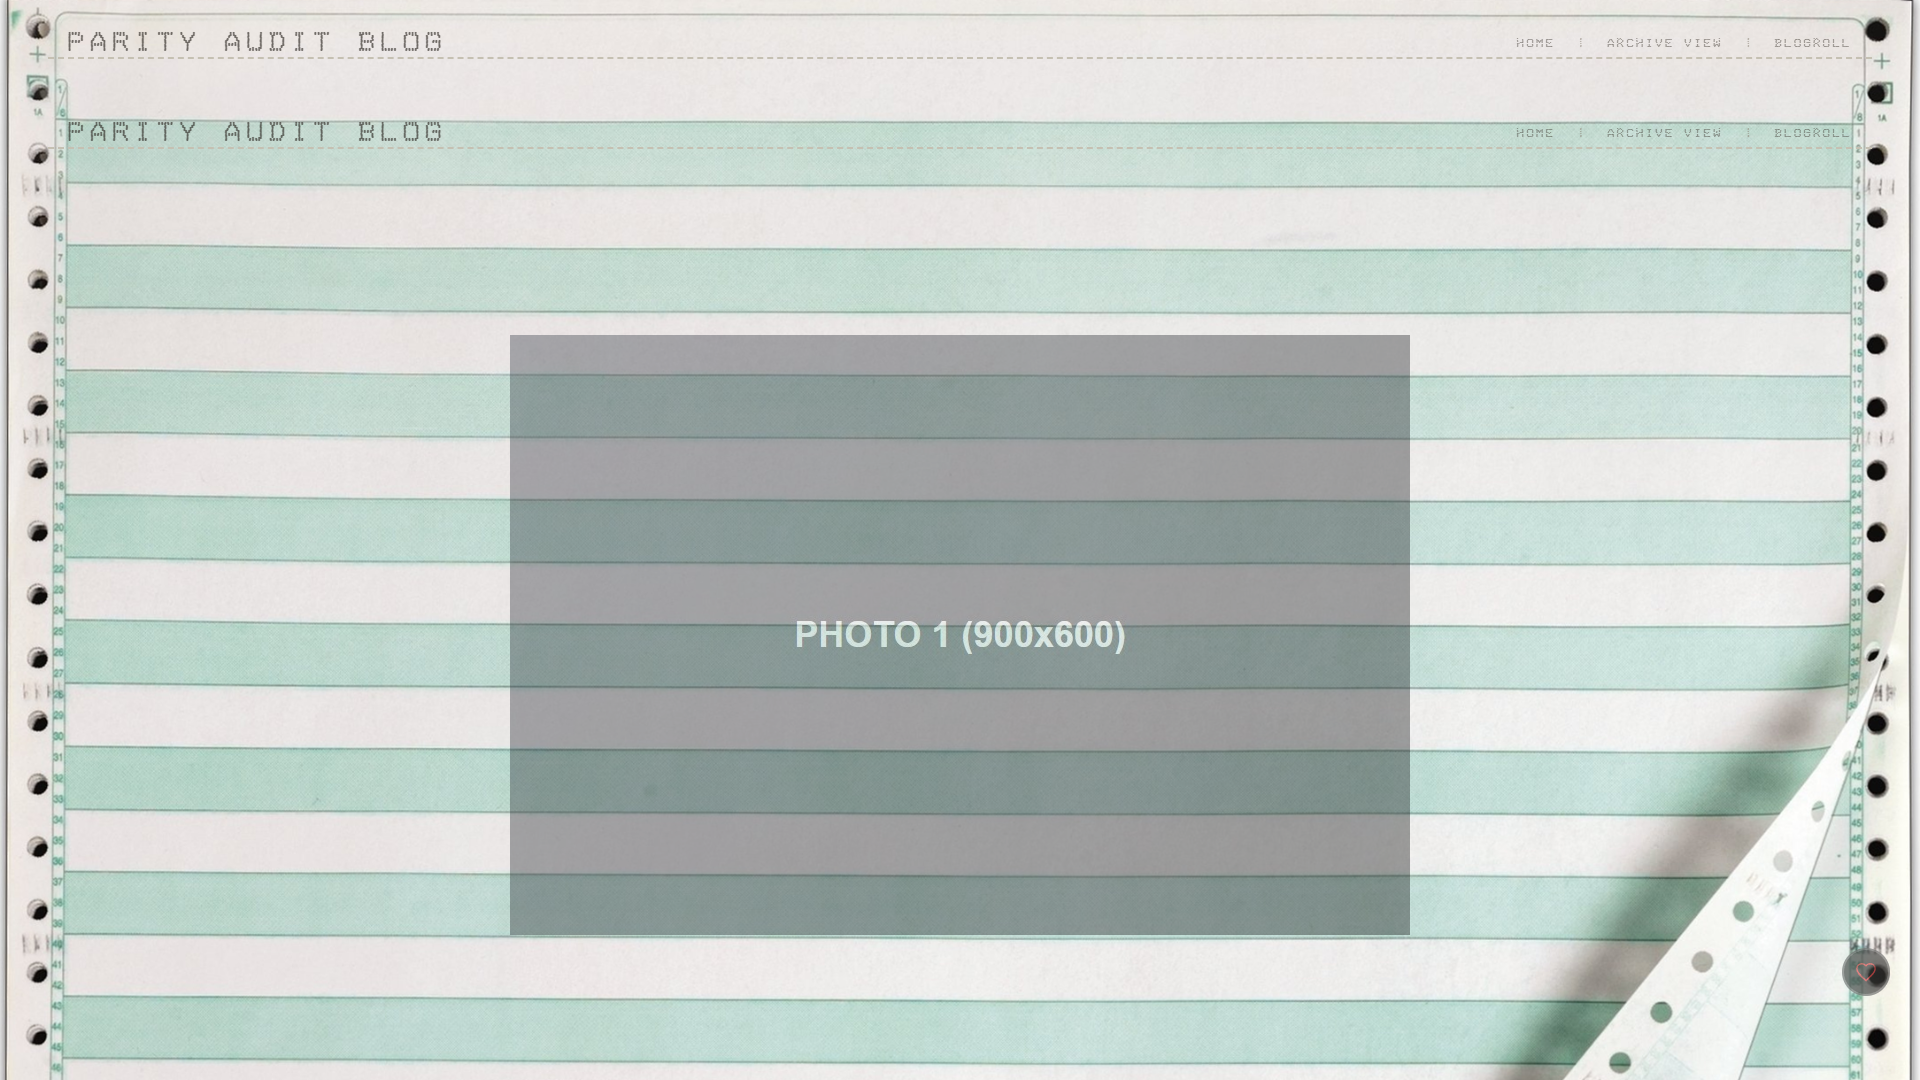 PARITY AUDIT BLOG
HOME | ARCHIVE VIEW | BLOGROLL
PARITY AUDIT BLOG
HOME | ARCHIVE VIEW | BLOGROLL
PHOTO 1 (900x600)